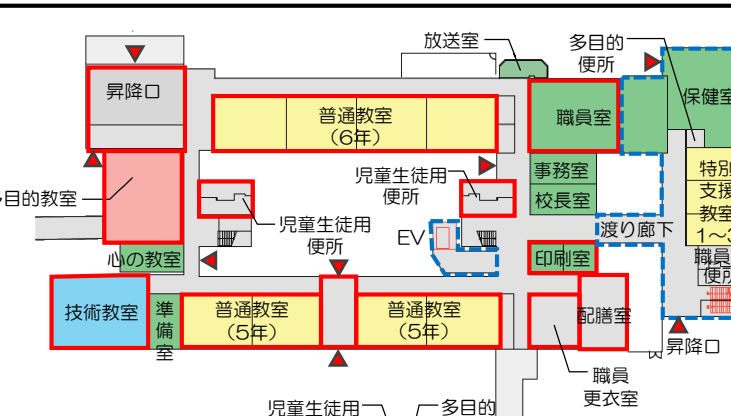 放送室
多目的
便所
昇降口
普通教室
（6年）
職員室
保健室
児童生徒用
便所
事務室
校長室
特別
支援
教室
1～3
多目的教室
児童生徒用
便所
EV
渡り廊下
心の教室
印刷室
職員
便所
技術教室
準
備
室
普通教室
（5年）
普通教室
（5年）
配膳室
昇降口
職員
更衣室
児童生徒用
多目的